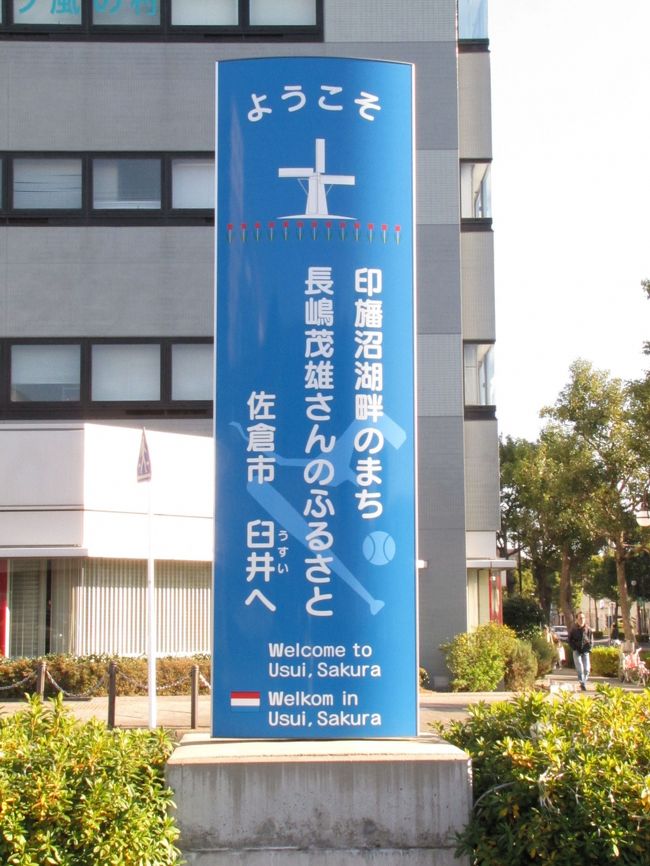 ようこそ
印旛沼湖畔のまち
長嶋茂雄さんのふるさと
佐倉市 臼井へ
うすい
Welcome to
Usui, Sakura
Welkom in
Usui, Sakura